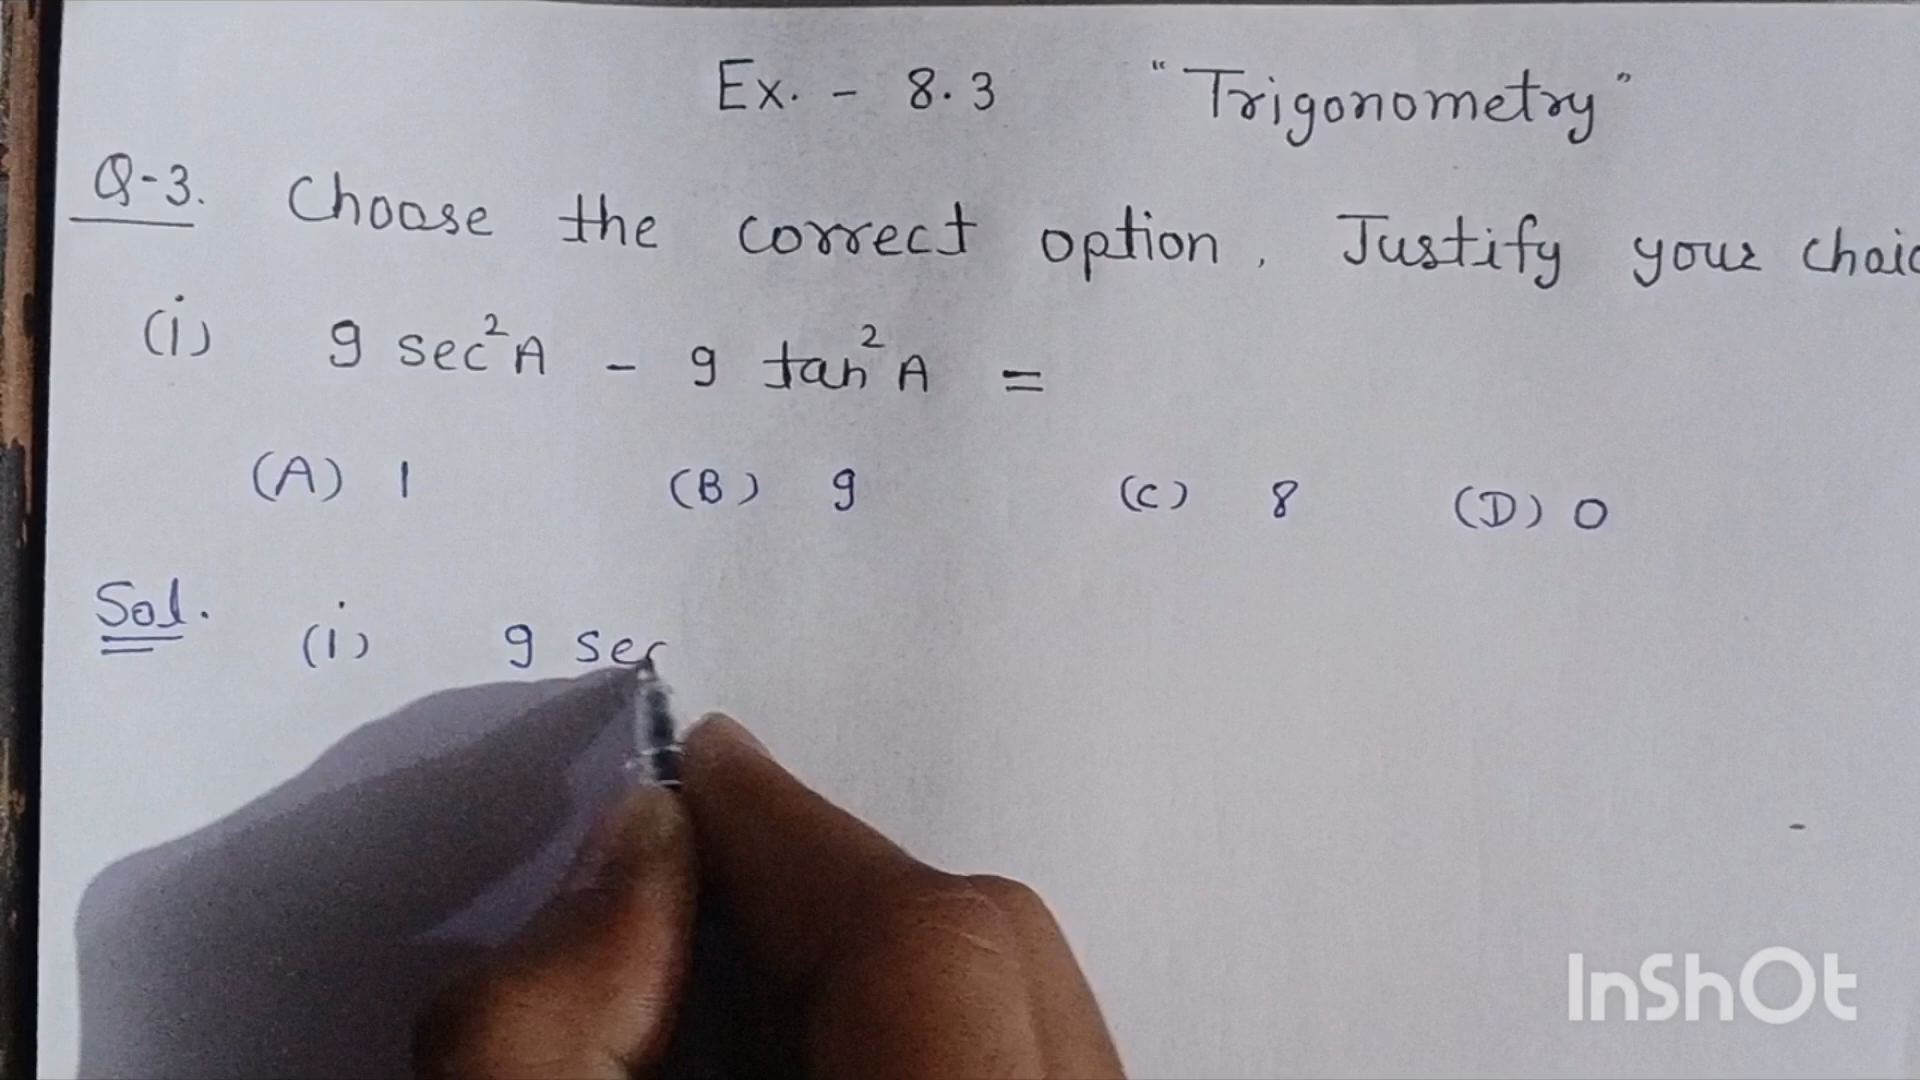 Ex. - 8.3 "Trigonometry"
Q-3. Choose the correct option. Justify your choic
(i) 9 sec²A - 9 tan²A =
(A) 1 (B) 9 (C) 8 (D) 0
Sol. (i) 9 sec
InShOt